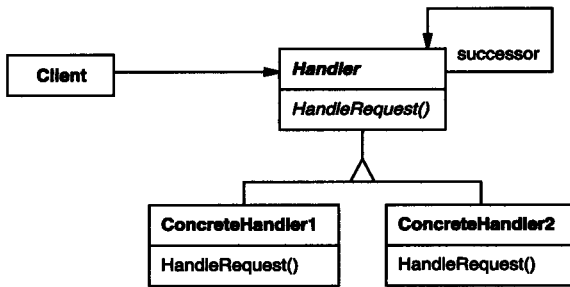 successor
Client
Handler
HandleRequest()
ConcreteHandler1
ConcreteHandler2
HandleRequest()
HandleRequest()